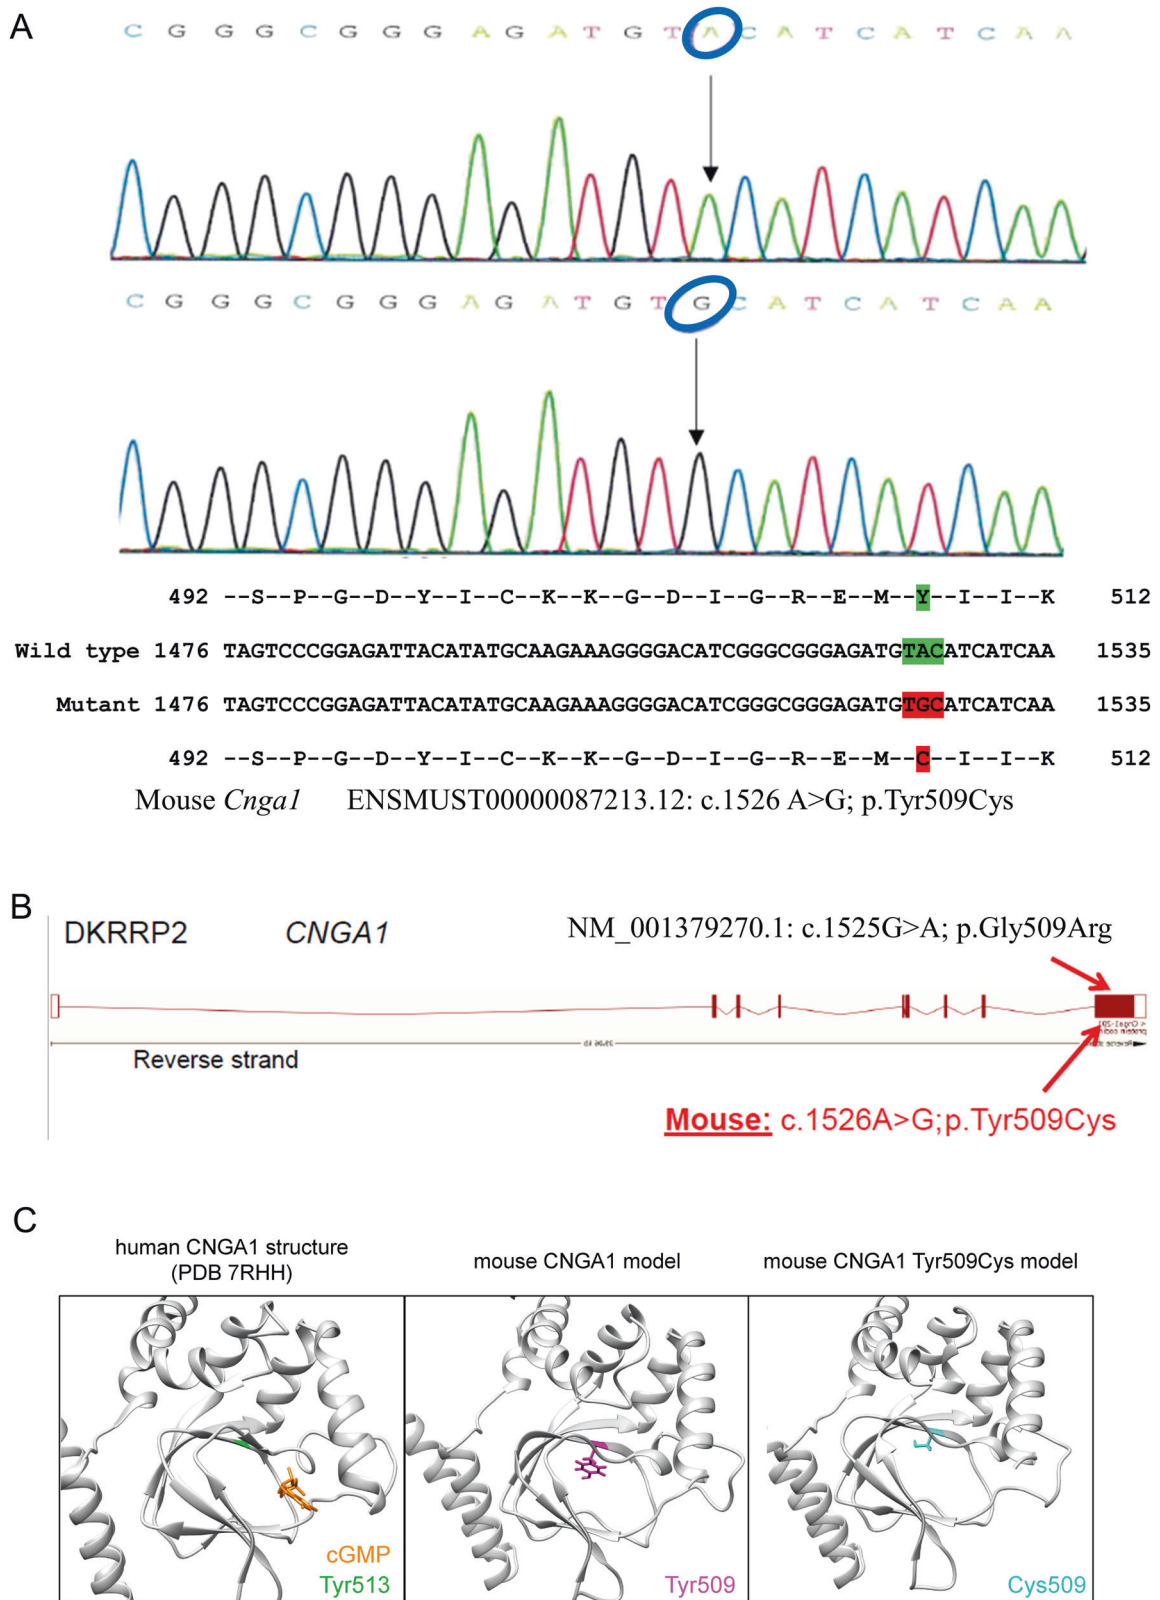 A
C G G G C G G G A G A T G T A C A T C A T C A A
C G G G C G G G A G A T G T G C A T C A T C A A
492 --S--P--G--D--Y--I--C--K--K--G--D--I--G--R--E--M--Y--I--I--K 512
Wild type 1476 TAGTCCCGGAGATTACATATGCAAGAAAGGGGACATCGGGCGGGAGATGTACATCATCAA 1535
Mutant 1476 TAGTCCCGGAGATTACATATGCAAGAAAGGGGACATCGGGCGGGAGATGTGCATCATCAA 1535
492 --S--P--G--D--Y--I--C--K--K--G--D--I--G--R--E--M--C--I--I--K 512
Mouse Cnga1 ENSMUST00000087213.12: c.1526 A>G; p.Tyr509Cys
B
DKRRP2 CNGA1 NM_001379270.1: c.1525G>A; p.Gly509Arg
Reverse strand
Mouse: c.1526A>G;p.Tyr509Cys
C
human CNGA1 structure
(PDB 7RHH)
mouse CNGA1 model
mouse CNGA1 Tyr509Cys model
cGMP
Tyr513
Tyr509
Cys509